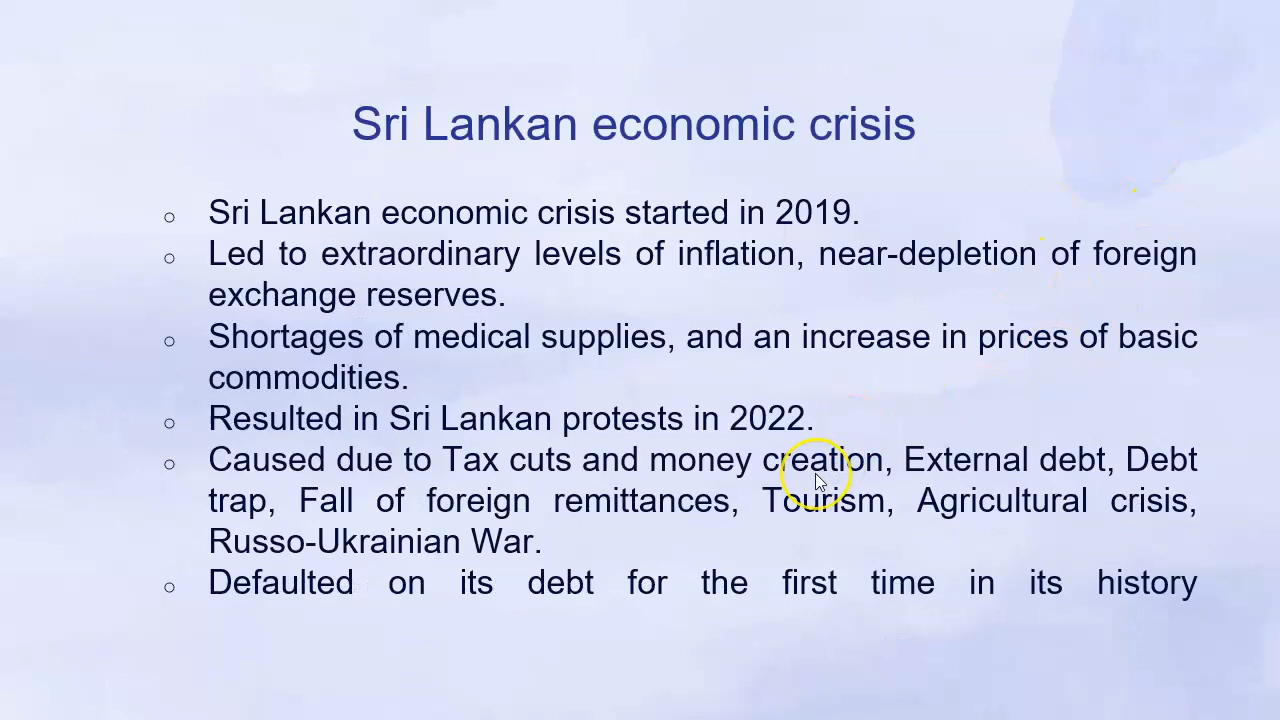 Sri Lankan economic crisis
Sri Lankan economic crisis started in 2019.
Led to extraordinary levels of inflation, near-depletion of foreign
exchange reserves.
Shortages of medical supplies, and an increase in prices of basic
commodities.
Resulted in Sri Lankan protests in 2022.
Caused due to Tax cuts and money creation, External debt, Debt
trap, Fall of foreign remittances, Tourism, Agricultural crisis,
Russo-Ukrainian War.
Defaulted on its debt for the first time in its history